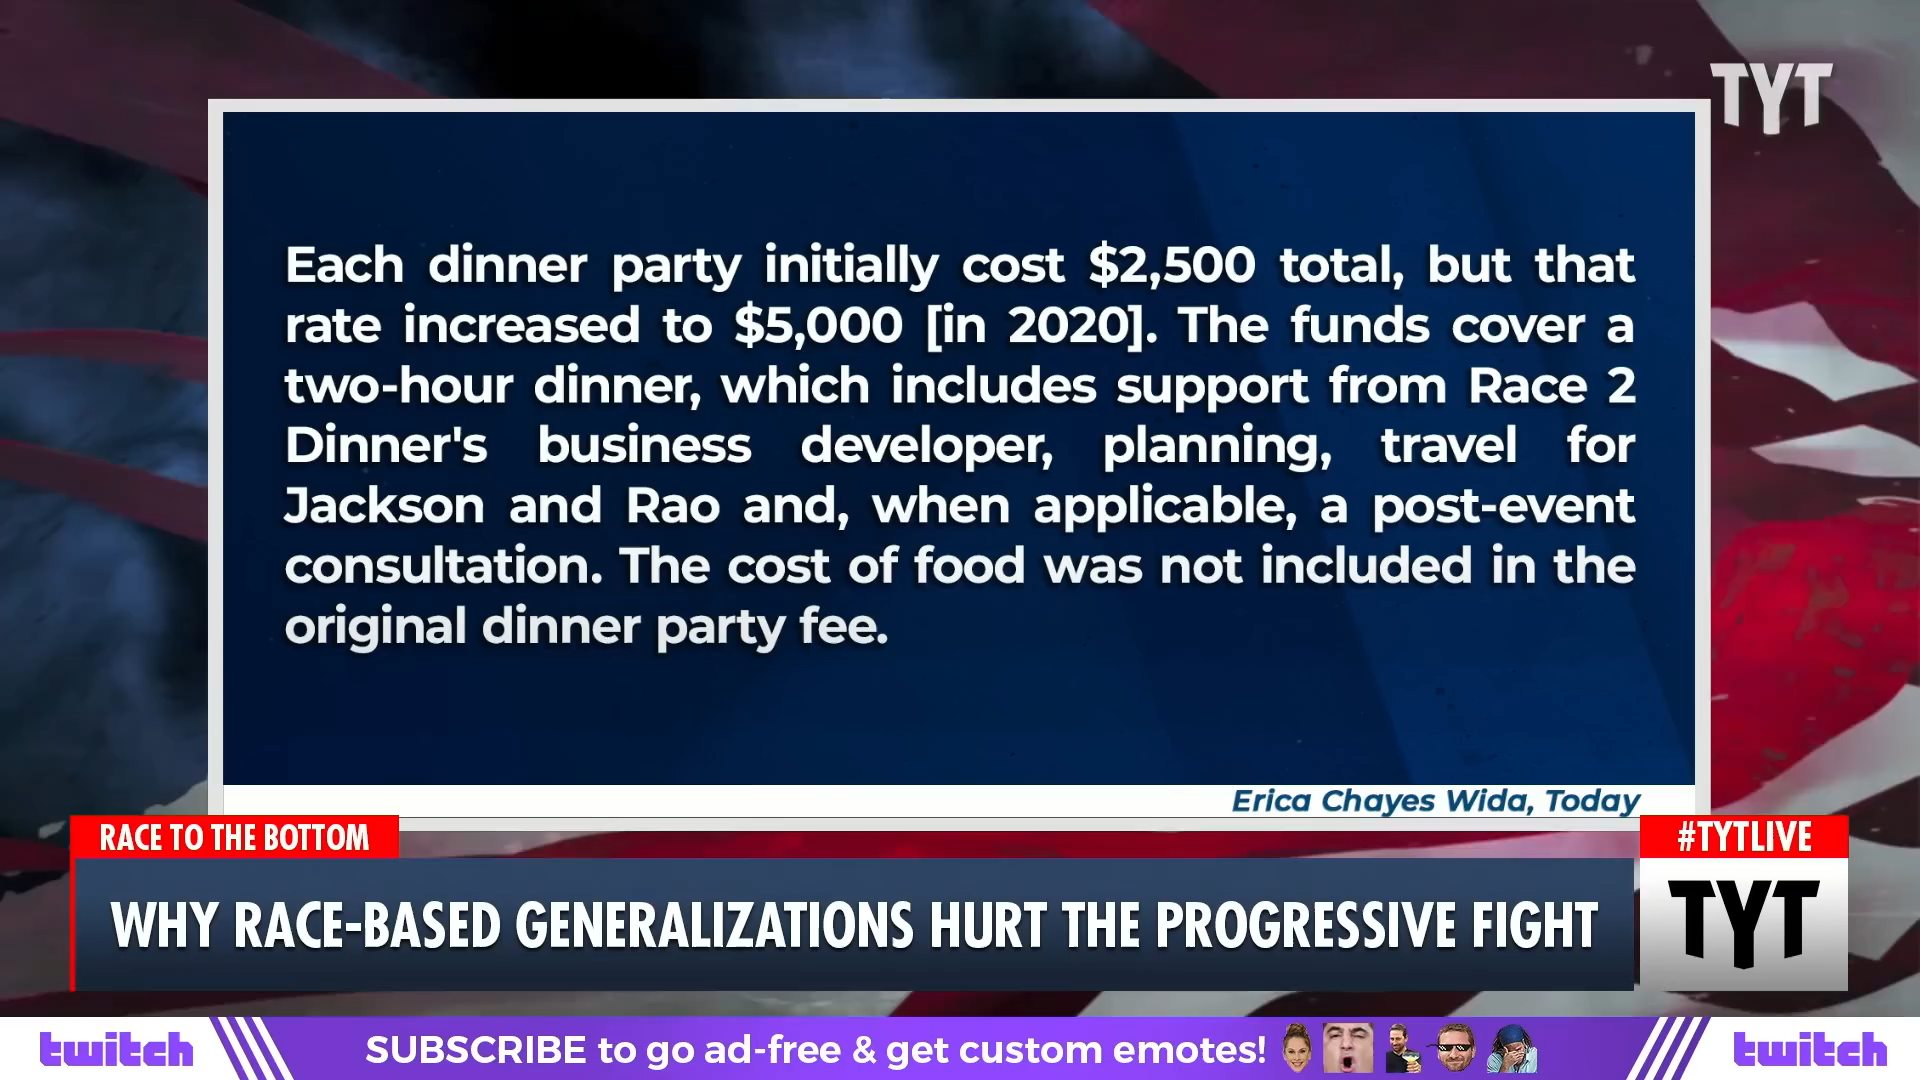 TYT
Each dinner party initially cost $2,500 total, but that
rate increased to $5,000 [in 2020]. The funds cover a
two-hour dinner, which includes support from Race 2
Dinner's business developer, planning, travel for
Jackson and Rao and, when applicable, a post-event
consultation. The cost of food was not included in the
original dinner party fee.
Erica Chayes Wida, Today
RACE TO THE BOTTOM
#TYTLIVE
WHY RACE-BASED GENERALIZATIONS HURT THE PROGRESSIVE FIGHT
TYT
twitch
SUBSCRIBE to go ad-free & get custom emotes!
twitch